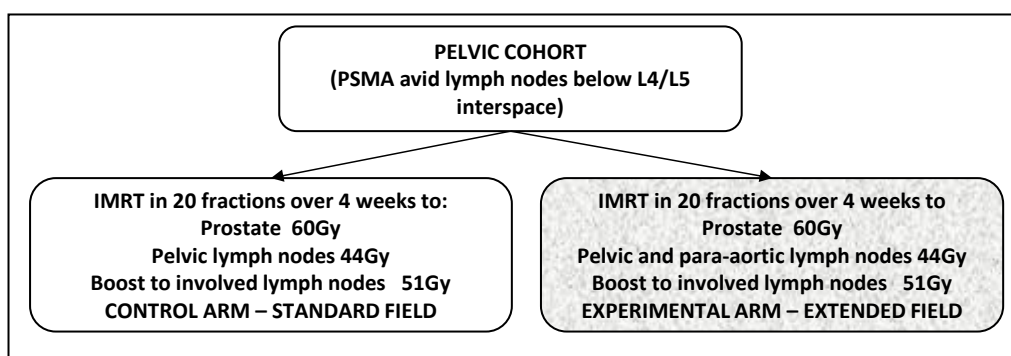 PELVIC COHORT
(PSMA avid lymph nodes below L4/L5
interspace)
IMRT in 20 fractions over 4 weeks to:
Prostate 60Gy
Pelvic lymph nodes 44Gy
Boost to involved lymph nodes 51Gy
CONTROL ARM – STANDARD FIELD
IMRT in 20 fractions over 4 weeks to
Prostate 60Gy
Pelvic and para-aortic lymph nodes 44Gy
Boost to involved lymph nodes 51Gy
EXPERIMENTAL ARM – EXTENDED FIELD